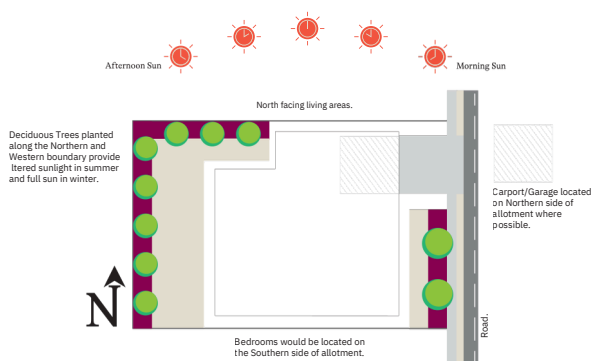 Afternoon Sun
Morning Sun
North facing living areas.
Deciduous Trees planted
along the Northern and
Western boundary provide
ltered sunlight in summer
and full sun in winter.
Carport/Garage located
on Northern side of
allotment where
possible.
N
Road.
Bedrooms would be located on
the Southern side of allotment.